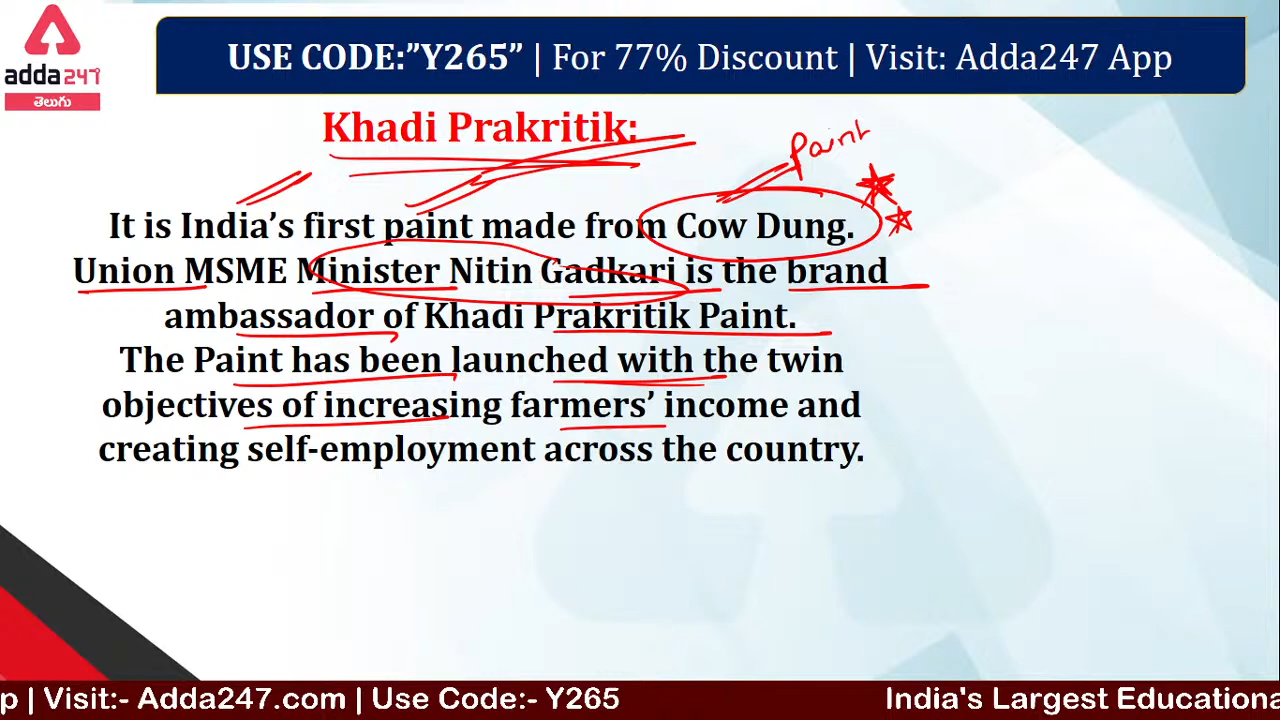 adda247
తెలుగు
USE CODE:”Y265” | For 77% Discount | Visit: Adda247 App
Khadi Prakritik:
Paint
It is India’s first paint made from Cow Dung.
Union MSME Minister Nitin Gadkari is the brand
ambassador of Khadi Prakritik Paint.
The Paint has been launched with the twin
objectives of increasing farmers’ income and
creating self-employment across the country.
p | Visit:- Adda247.com | Use Code:- Y265
India's Largest Educationa